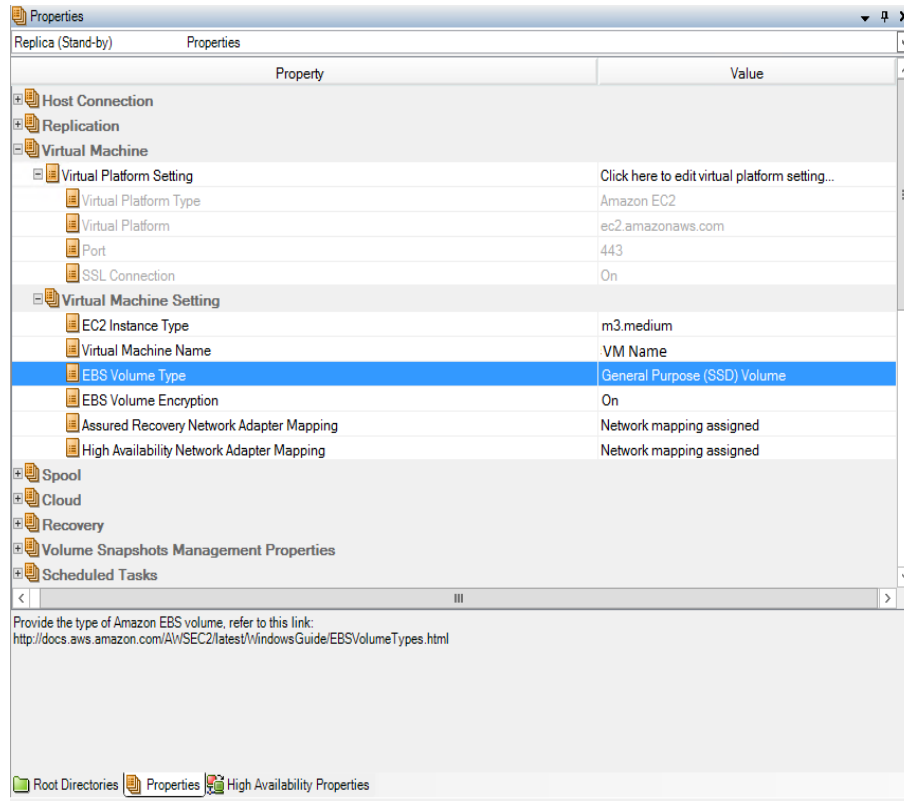 Properties
Replica (Stand-by) Properties
Property Value
Host Connection
Replication
Virtual Machine
Virtual Platform Setting Click here to edit virtual platform setting...
Virtual Platform Type Amazon EC2
Virtual Platform ec2.amazonaws.com
Port 443
SSL Connection On
Virtual Machine Setting
EC2 Instance Type m3.medium
Virtual Machine Name VM Name
EBS Volume Type General Purpose (SSD) Volume
EBS Volume Encryption On
Assured Recovery Network Adapter Mapping Network mapping assigned
High Availability Network Adapter Mapping Network mapping assigned
Spool
Cloud
Recovery
Volume Snapshots Management Properties
Scheduled Tasks
Provide the type of Amazon EBS volume, refer to this link:
http://docs.aws.amazon.com/AWSEC2/latest/WindowsGuide/EBSVolumeTypes.html
Root Directories Properties High Availability Properties